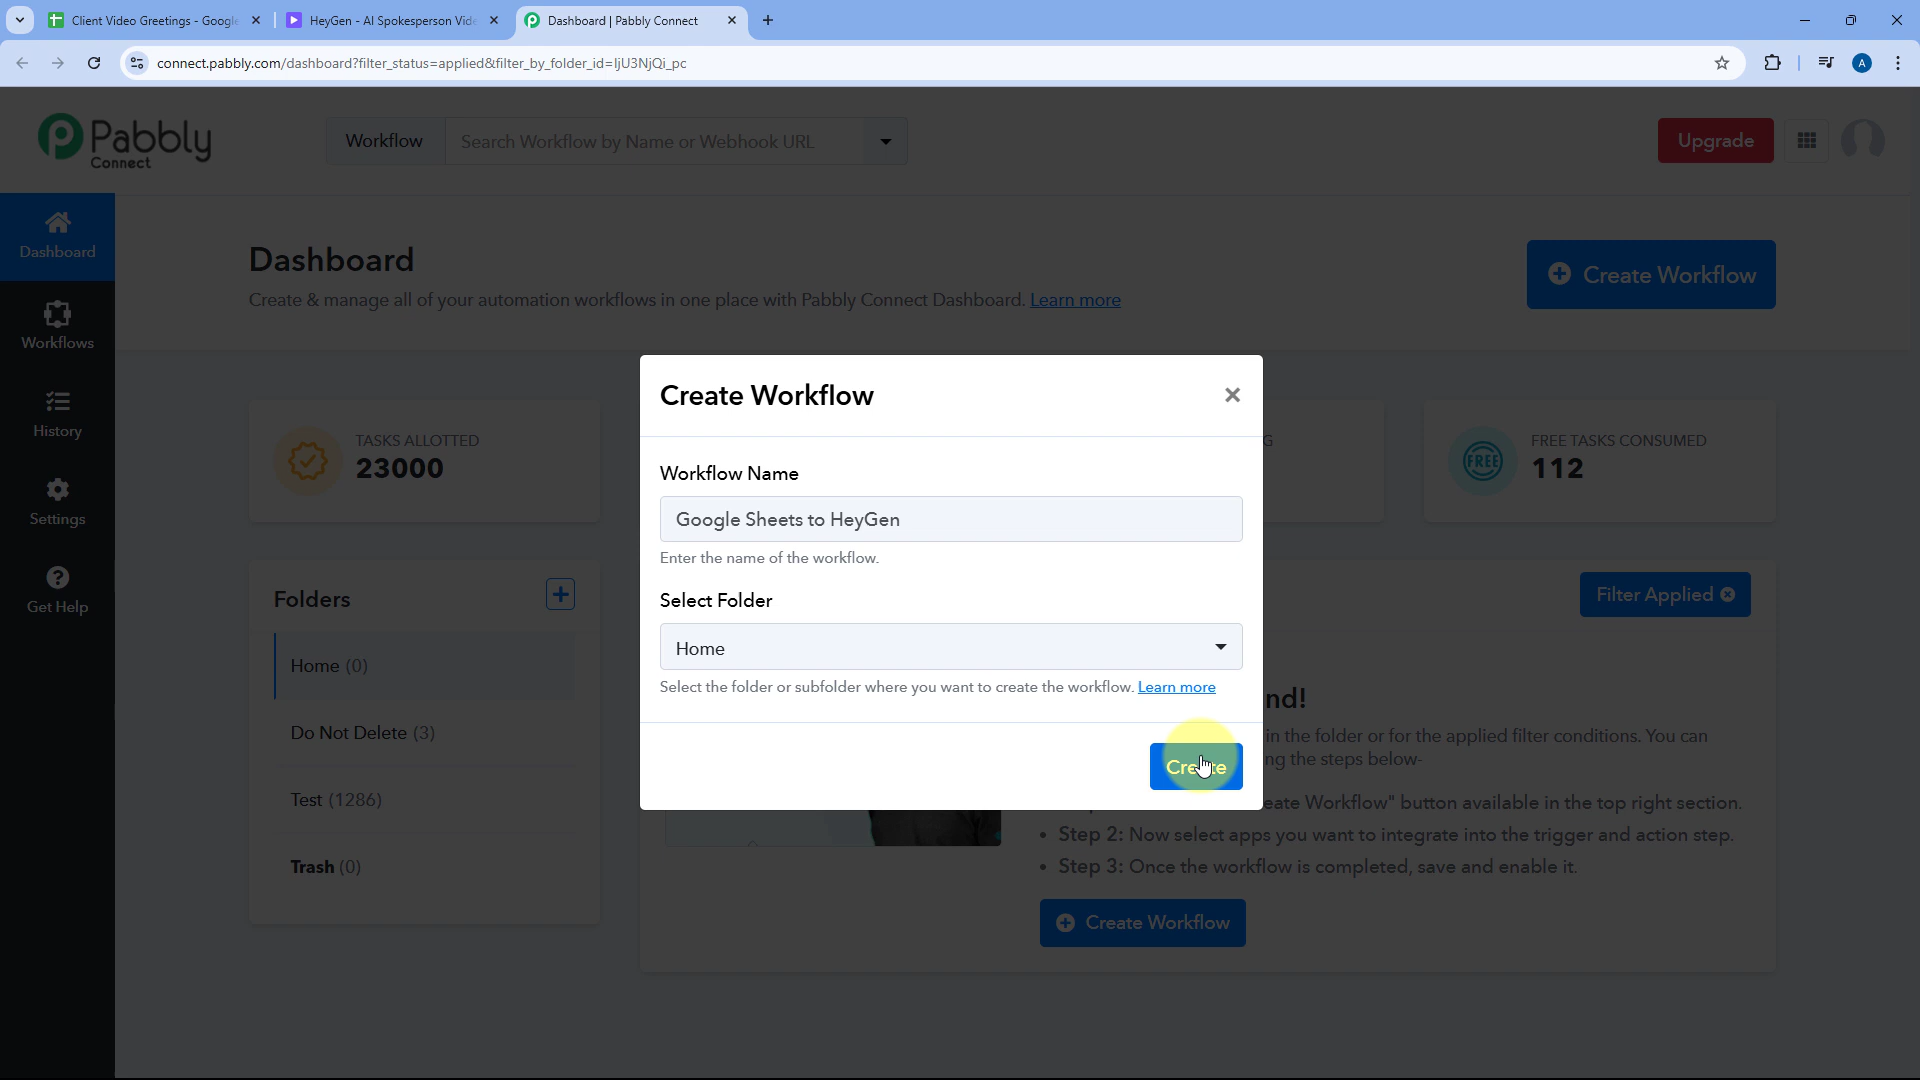 Client Video Greetings - Google
HeyGen - AI Spokesperson Vide
Dashboard | Pabbly Connect
connect.pabbly.com/dashboard?filter_status=applied&filter_by_folder_id=IjU3NjQi_pc
A
Pabbly
Connect
Workflow
Search Workflow by Name or Webhook URL
Upgrade
Dashboard
Workflows
History
Settings
Get Help
Dashboard
Create & manage all of your automation workflows in one place with Pabbly Connect Dashboard. Learn more
Create Workflow
TASKS ALLOTTED
23000
G
FREE
FREE TASKS CONSUMED
112
Folders
Home (0)
Do Not Delete (3)
Test (1286)
Trash (0)
Create Workflow
Workflow Name
Google Sheets to HeyGen
Enter the name of the workflow.
Select Folder
Home
Select the folder or subfolder where you want to create the workflow. Learn more
Create
Filter Applied
nd!
in the folder or for the applied filter conditions. You can
ng the steps below-
eate Workflow" button available in the top right section.
• Step 2: Now select apps you want to integrate into the trigger and action step.
• Step 3: Once the workflow is completed, save and enable it.
Create Workflow